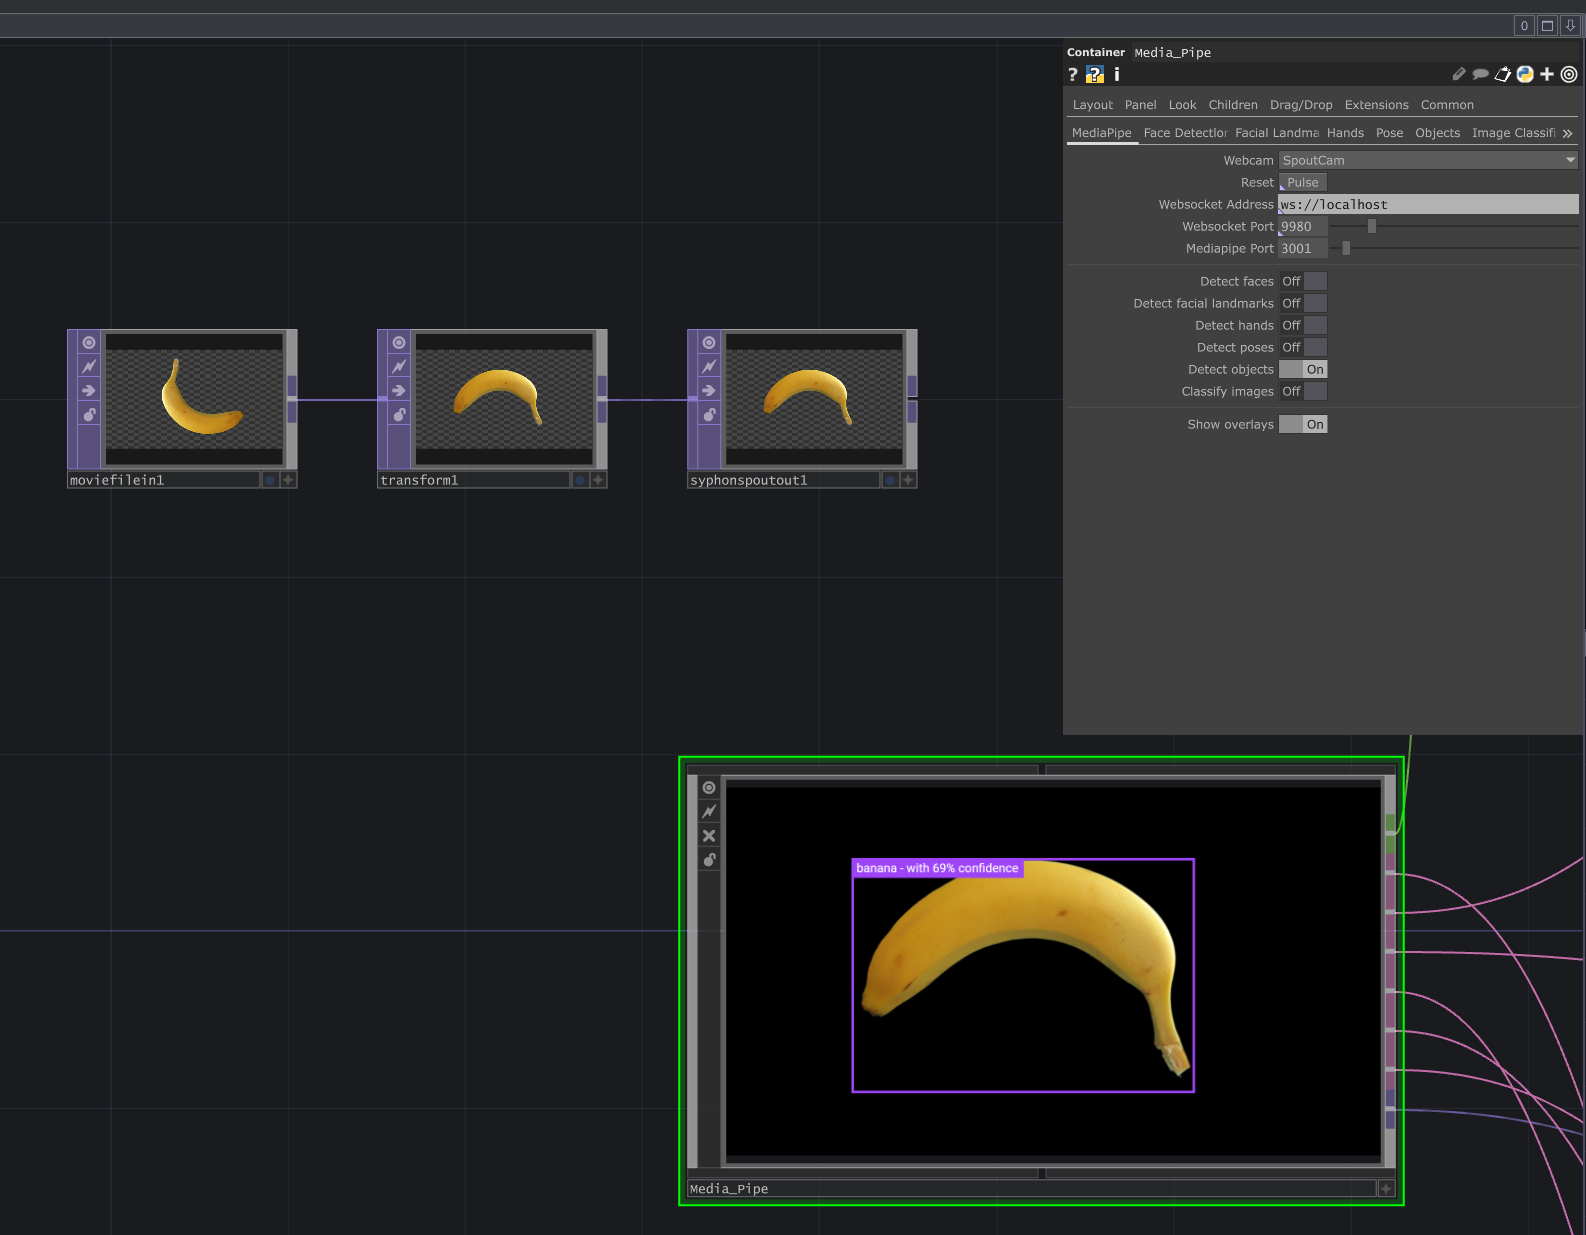 0
Container Media_Pipe
? ? i
Layout Panel Look Children Drag/Drop Extensions Common
MediaPipe Face Detectior Facial Landma Hands Pose Objects Image Classifi »
Webcam SpoutCam
Reset Pulse
Websocket Address ws://localhost
Websocket Port 9980
Mediapipe Port 3001
Detect faces Off
Detect facial landmarks Off
Detect hands Off
Detect poses Off
Detect objects On
Classify images Off
Show overlays On
moviefilein1
transform1
syphonspoutout1
banana - with 69% confidence
Media_Pipe